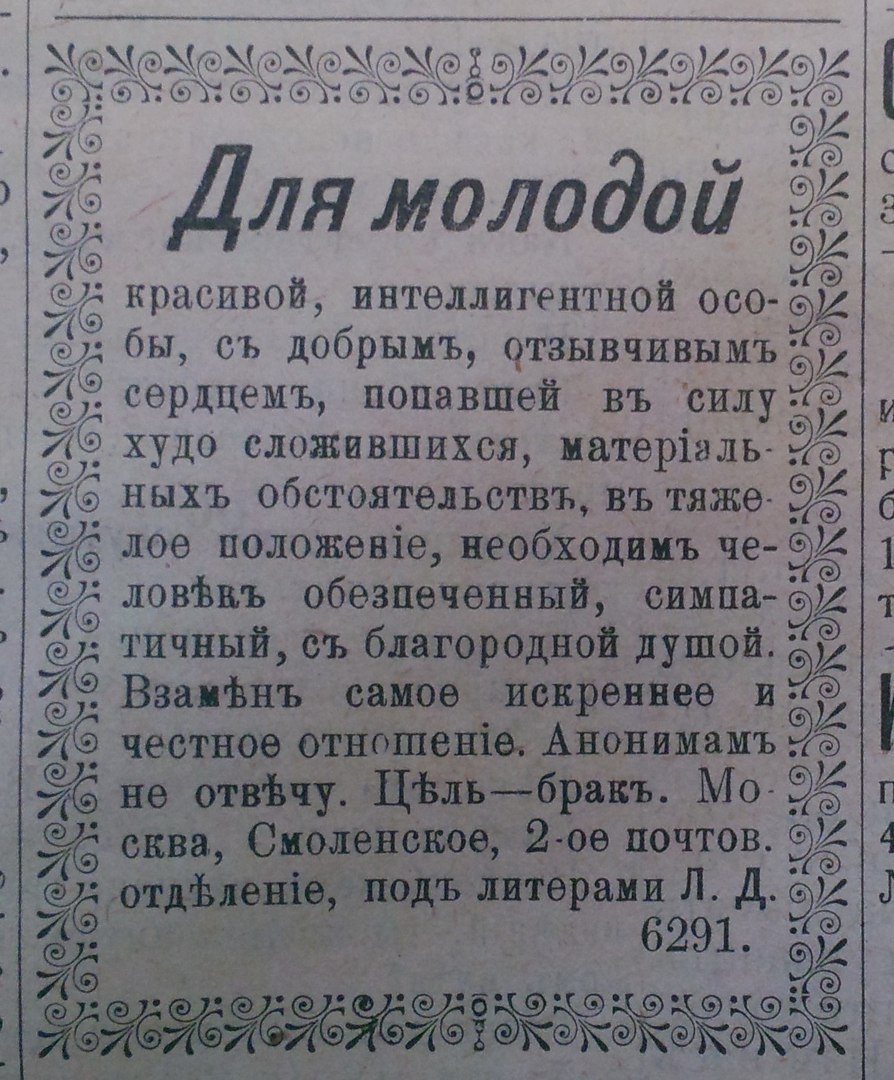 Для молодой
красивой, интеллигентной осо-
бы, съ добрымъ, отзывчивымъ
сердцемъ, попавшей въ силу
худо сложившихся, матеріаль-
ныхъ обстоятельствъ, въ тяже-
лое положеніе, необходимъ че-
ловѣкъ обезпеченный, симпа-
тичный, съ благородной душой.
Взамѣнъ самое искреннее и
честное отношеніе. Анонимамъ
не отвѣчу. Цѣль—бракъ. Мо-
сква, Смоленское, 2-ое почтов.
отдѣленіе, подъ литерами Л. Д.
6291.